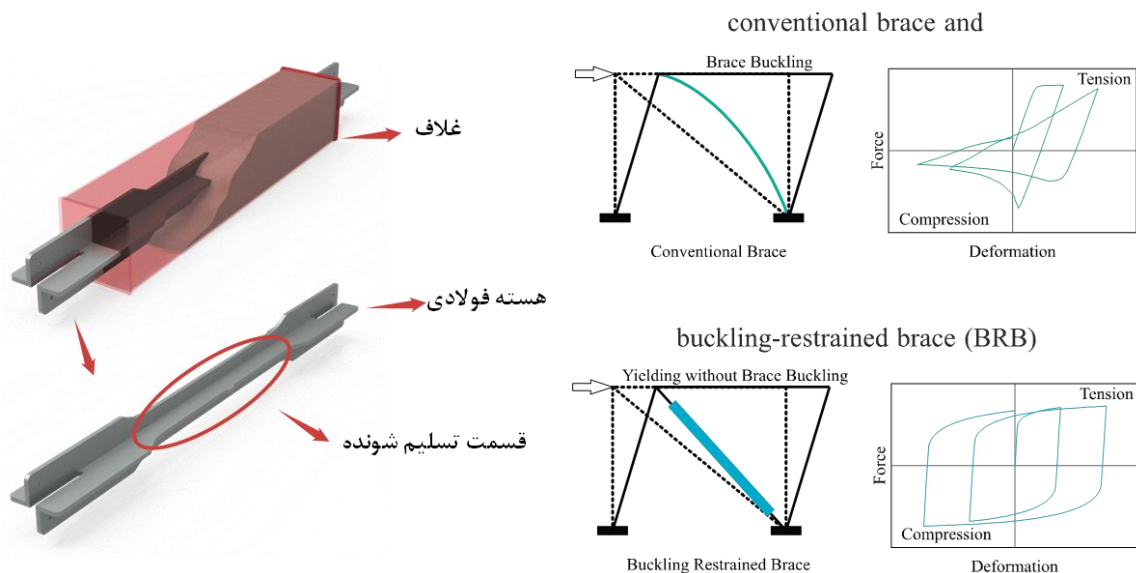 غلاف
هسته فولادی
قسمت تسلیم شونده
conventional brace and
Brace Buckling
Conventional Brace
Tension
Force
Compression
Deformation
buckling-restrained brace (BRB)
Yielding without Brace Buckling
Buckling Restrained Brace
Tension
Force
Compression
Deformation